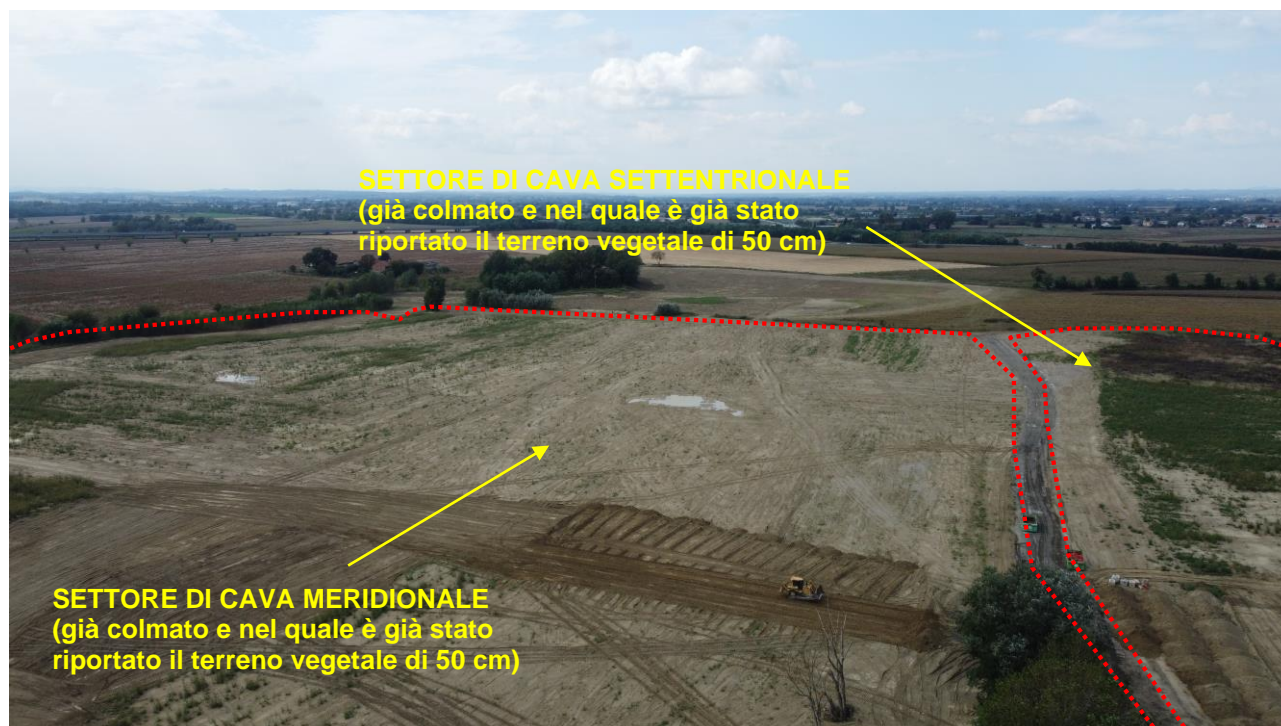 SETTORE DI CAVA SETTENTRIONALE
(già colmato e nel quale è già stato
riportato il terreno vegetale di 50 cm)
SETTORE DI CAVA MERIDIONALE
(già colmato e nel quale è già stato
riportato il terreno vegetale di 50 cm)